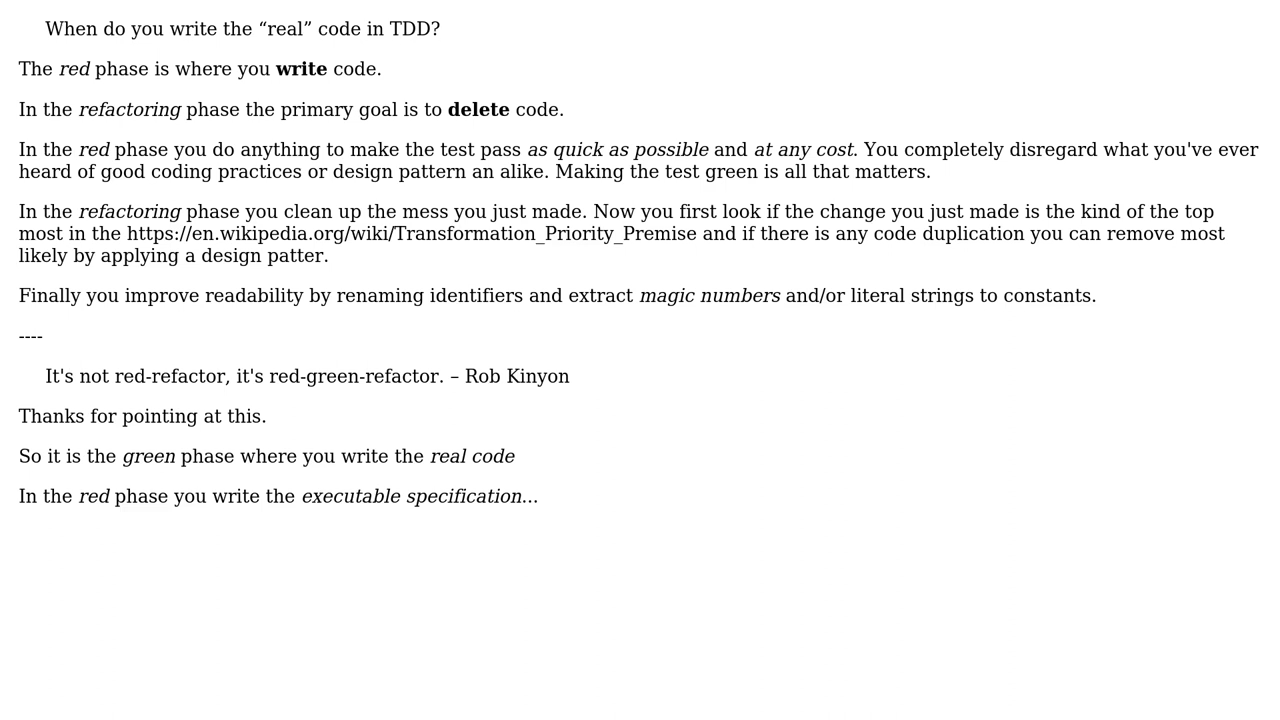 When do you write the “real” code in TDD?
The red phase is where you write code.
In the refactoring phase the primary goal is to delete code.
In the red phase you do anything to make the test pass as quick as possible and at any cost. You completely disregard what you've ever
heard of good coding practices or design pattern an alike. Making the test green is all that matters.
In the refactoring phase you clean up the mess you just made. Now you first look if the change you just made is the kind of the top
most in the https://en.wikipedia.org/wiki/Transformation_Priority_Premise and if there is any code duplication you can remove most
likely by applying a design patter.
Finally you improve readability by renaming identifiers and extract magic numbers and/or literal strings to constants.
----
It's not red-refactor, it's red-green-refactor. – Rob Kinyon
Thanks for pointing at this.
So it is the green phase where you write the real code
In the red phase you write the executable specification...